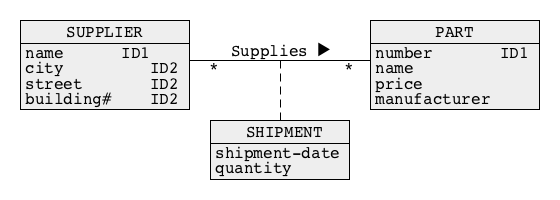 SUPPLIER
name ID1
city ID2
street ID2
building# ID2
Supplies ▶
* *
PART
number ID1
name
price
manufacturer
SHIPMENT
shipment-date
quantity